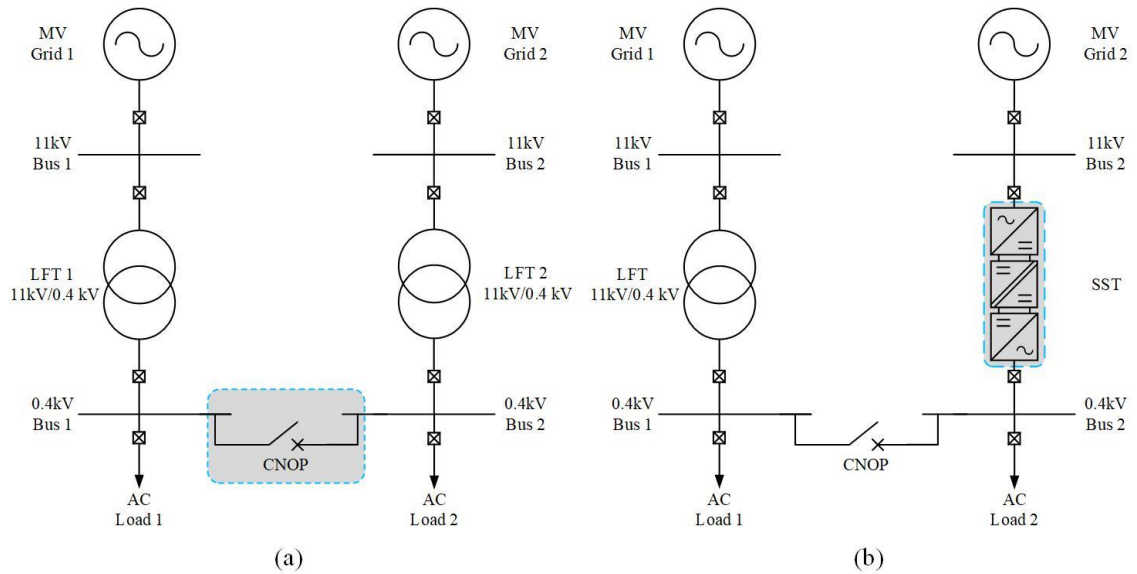 MV
Grid 1
11kV
Bus 1
LFT 1
11kV/0.4 kV
0.4kV
Bus 1
AC
Load 1
CNOP
MV
Grid 2
11kV
Bus 2
LFT 2
11kV/0.4 kV
0.4kV
Bus 2
AC
Load 2
(a)
MV
Grid 1
11kV
Bus 1
LFT
11kV/0.4 kV
0.4kV
Bus 1
AC
Load 1
CNOP
MV
Grid 2
11kV
Bus 2
SST
0.4kV
Bus 2
AC
Load 2
(b)